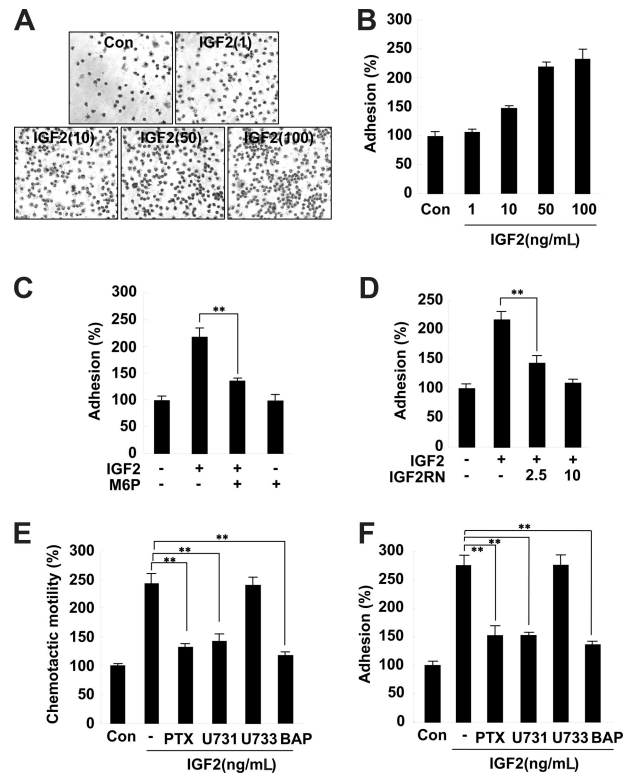 A
Con
IGF2(1)
IGF2(10)
IGF2(50)
IGF2(100)
B
Adhesion (%)
300
250
200
150
100
50
0
Con
1
10
50
100
IGF2(ng/mL)
C
Adhesion (%)
300
250
200
150
100
50
0
**
IGF2 - + + -
M6P - - + +
D
Adhesion (%)
250
200
150
100
50
0
**
IGF2 - + + +
IGF2RN - - 2.5 10
E
Chemotactic motility (%)
300
250
200
150
100
50
0
**
**
**
Con - PTX U731 U733 BAP
IGF2(ng/mL)
F
Adhesion (%)
300
250
200
150
100
50
0
**
**
**
Con - PTX U731 U733 BAP
IGF2(ng/mL)